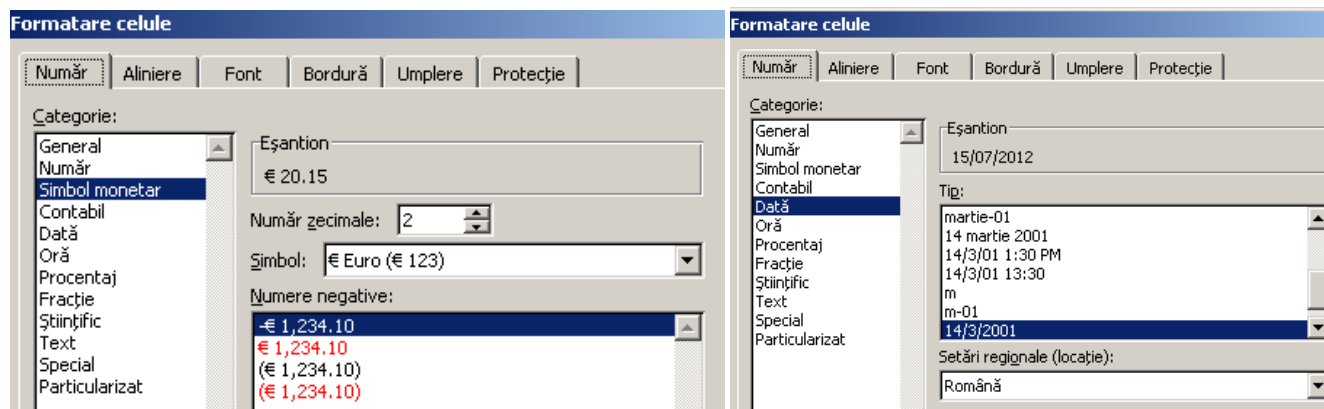 Formatare celule
Număr Aliniere Font Bordură Umplere Protecție
Categorie:
General
Număr
Simbol monetar
Contabil
Dată
Oră
Procentaj
Fracție
Științific
Text
Special
Particularizat
Eșantion
€ 20.15
Număr zecimale: 2
Simbol: € Euro (€ 123)
Numere negative:
-€ 1,234.10
€ 1,234.10
(€ 1,234.10)
(€ 1,234.10)
Formatare celule
Număr Aliniere Font Bordură Umplere Protecție
Categorie:
General
Număr
Simbol monetar
Contabil
Dată
Oră
Procentaj
Fracție
Științific
Text
Special
Particularizat
Eșantion
15/07/2012
Tip:
martie-01
14 martie 2001
14/3/01 1:30 PM
14/3/01 13:30
m
m-01
14/3/2001
Setări regionale (locație):
Română